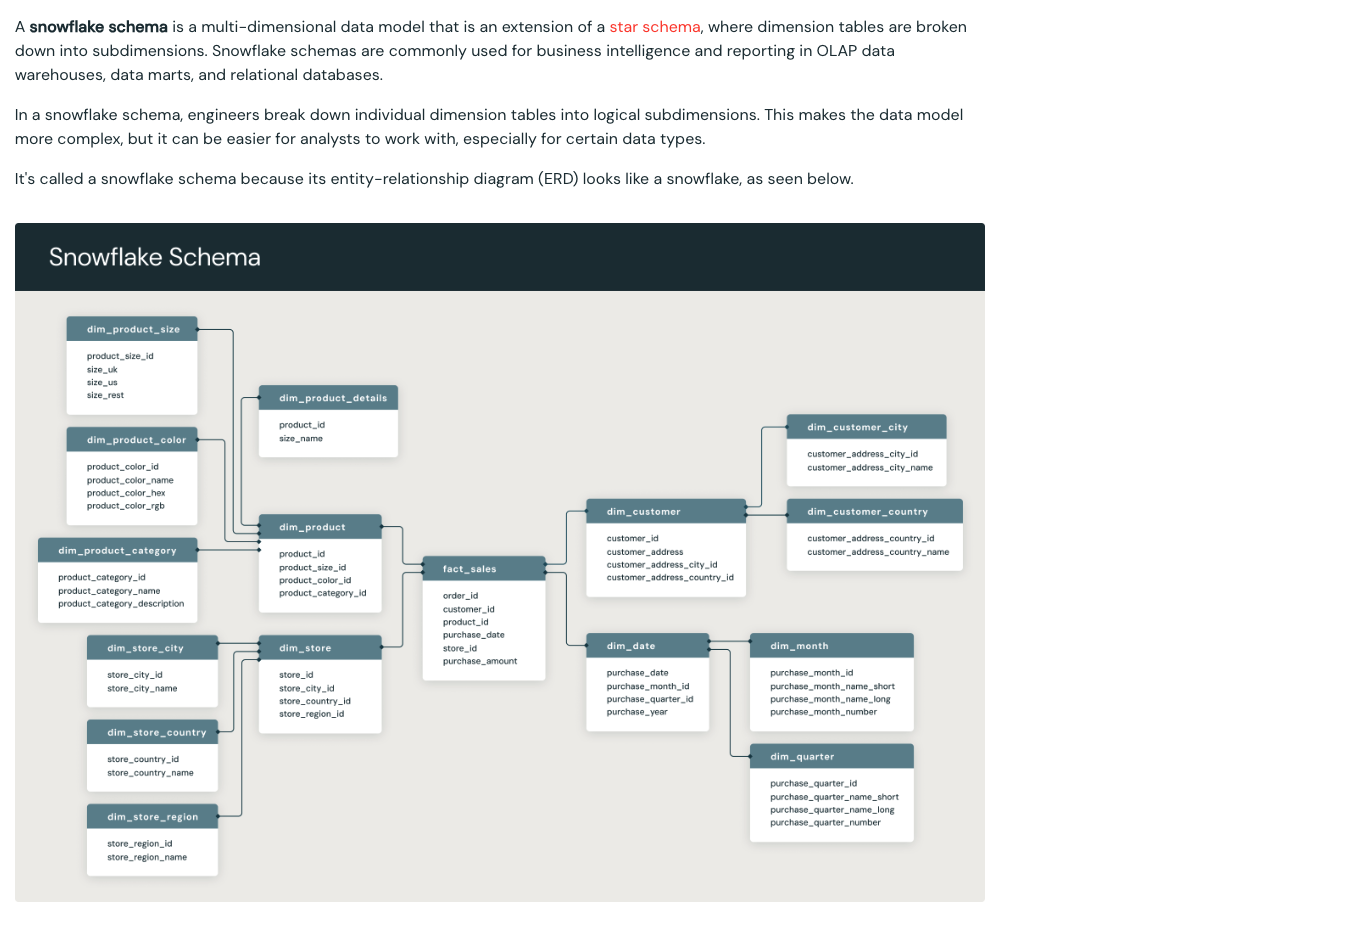 A snowflake schema is a multi-dimensional data model that is an extension of a star schema, where dimension tables are broken
down into subdimensions. Snowflake schemas are commonly used for business intelligence and reporting in OLAP data
warehouses, data marts, and relational databases.
In a snowflake schema, engineers break down individual dimension tables into logical subdimensions. This makes the data model
more complex, but it can be easier for analysts to work with, especially for certain data types.
It's called a snowflake schema because its entity-relationship diagram (ERD) looks like a snowflake, as seen below.
Snowflake Schema
dim_product_size
product_size_id
size_uk
size_us
size_rest
dim_product_details
product_id
size_name
dim_product_color
product_color_id
product_color_name
product_color_hex
product_color_rgb
dim_product
product_id
product_size_id
product_color_id
product_category_id
dim_product_category
product_category_id
product_category_name
product_category_description
dim_store_city
store_city_id
store_city_name
dim_store
store_id
store_city_id
store_country_id
store_region_id
dim_store_country
store_country_id
store_country_name
dim_store_region
store_region_id
store_region_name
fact_sales
order_id
customer_id
product_id
purchase_date
store_id
purchase_amount
dim_customer
customer_id
customer_address
customer_address_city_id
customer_address_country_id
dim_customer_city
customer_address_city_id
customer_address_city_name
dim_customer_country
customer_address_country_id
customer_address_country_name
dim_date
purchase_date
purchase_month_id
purchase_quarter_id
purchase_year
dim_month
purchase_month_id
purchase_month_name_short
purchase_month_name_long
purchase_month_number
dim_quarter
purchase_quarter_id
purchase_quarter_name_short
purchase_quarter_name_long
purchase_quarter_number